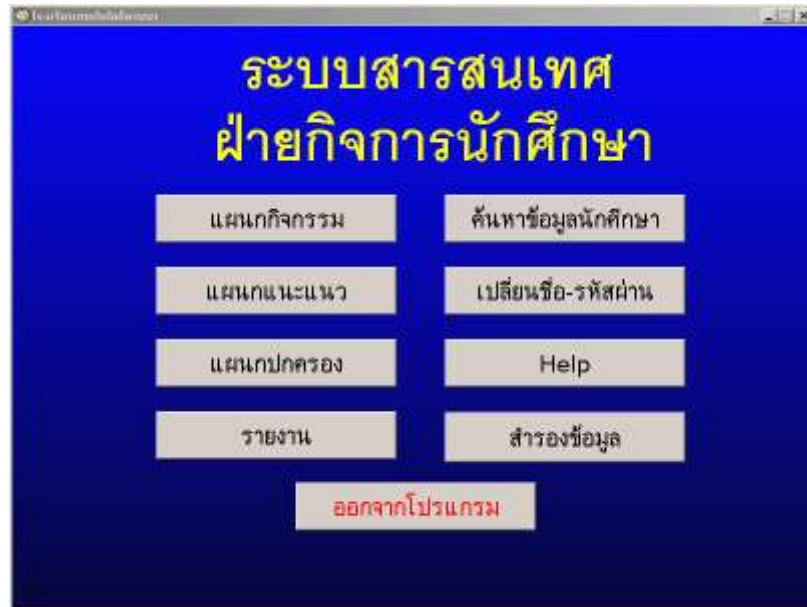 ระบบสารสนเทศ
ฝ่ายกิจการนักศึกษา
แผนกกิจกรรม
ค้นหาข้อมูลนักศึกษา
แผนกแนะแนว
เปลี่ยนชื่อ-รหัสผ่าน
แผนกปกครอง
Help
รายงาน
สำรองข้อมูล
ออกจากโปรแกรม